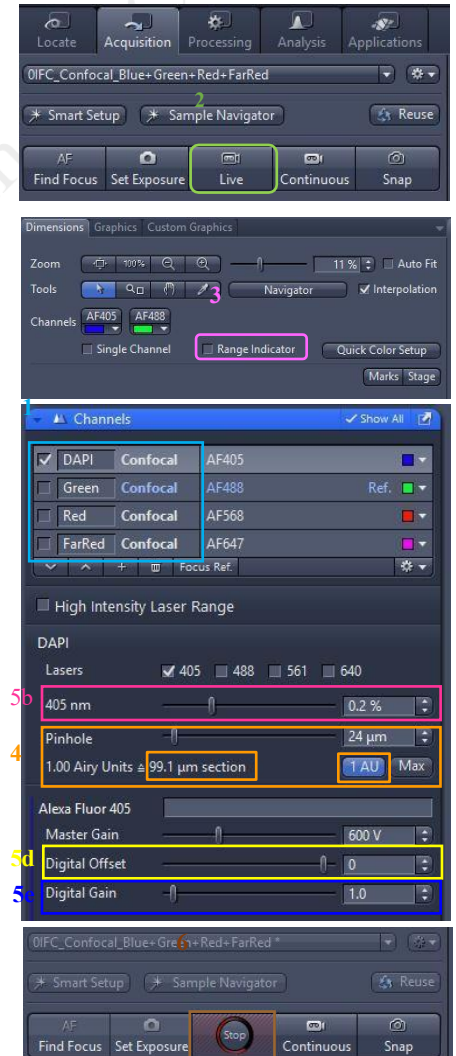 Locate Acquisition Processing Analysis Applications
0IFC_Confocal_Blue+Green+Red+FarRed
2
Smart Setup Sample Navigator Reuse
AF
Find Focus Set Exposure Live Continuous Snap
Dimensions Graphics Custom Graphics
Zoom 100% 11 % Auto Fit
Tools 3 Navigator Interpolation
Channels AF405 AF488
Single Channel Range Indicator Quick Color Setup
Marks Stage
1
Channels Show All
DAPI Confocal AF405
Green Confocal AF488 Ref.
Red Confocal AF568
FarRed Confocal AF647
Focus Ref.
High Intensity Laser Range
DAPI
Lasers 405 488 561 640
5b 405 nm 0.2 %
Pinhole 24 µm
4 1.00 Airy Units ≙ 99.1 µm section 1 AU Max
Alexa Fluor 405
Master Gain 600 V
5d Digital Offset 0
5e Digital Gain 1.0
0IFC_Confocal_Blue+Green+Red+FarRed *
6
Smart Setup Sample Navigator Reuse
AF
Find Focus Set Exposure Stop Continuous Snap